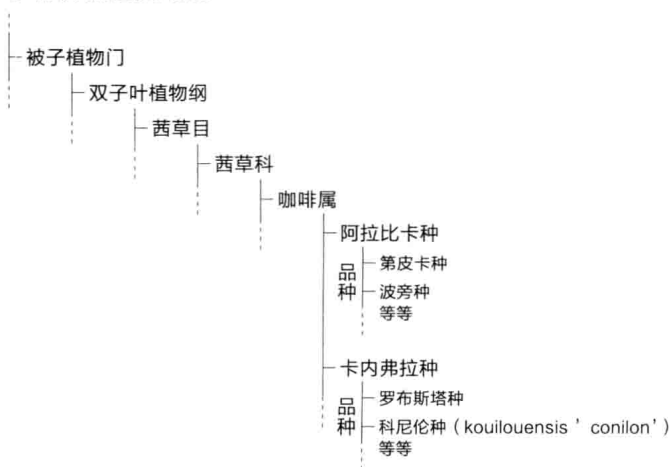 被子植物门
双子叶植物纲
茜草目
茜草科
咖啡属
阿拉比卡种
品种
第皮卡种
波旁种
等等
卡内弗拉种
品种
罗布斯塔种
科尼伦种（kouilouensis ’ conilon’）
等等